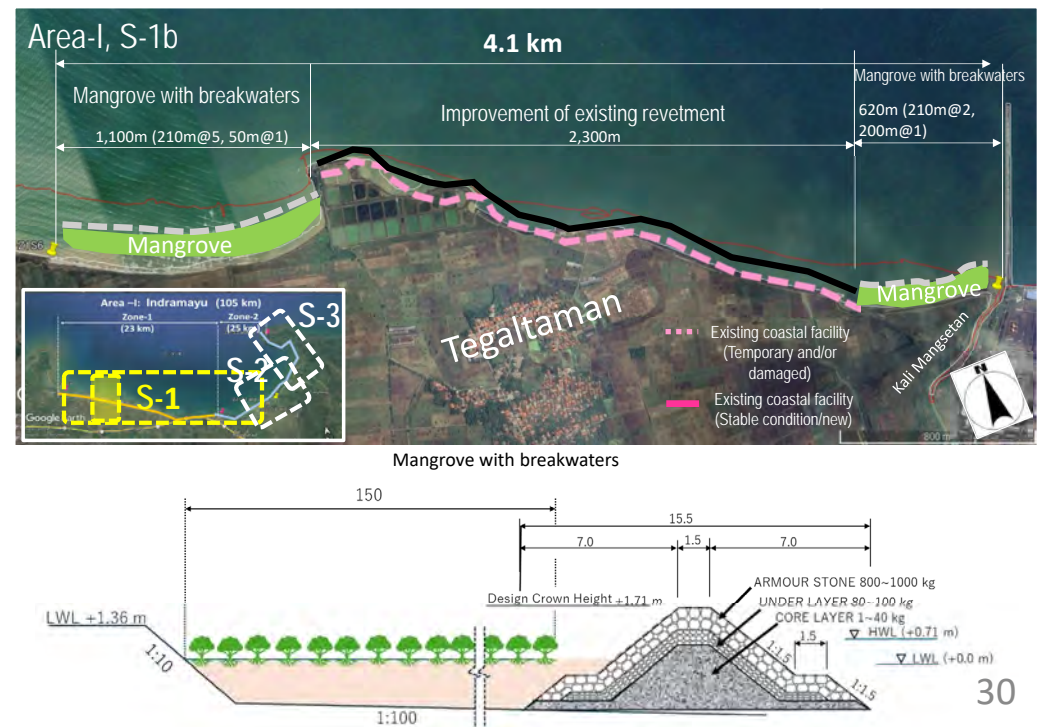 Area-I, S-1b
4.1 km
Mangrove with breakwaters
Mangrove with breakwaters
Improvement of existing revetment
1,100m (210m@5, 50m@1)
2,300m
620m (210m@2,
200m@1)
Mangrove
Mangrove
Tegaltaman
Kali Mangsetan
N
Existing coastal facility
(Temporary and/or
damaged)
Existing coastal facility
(Stable condition/new)
800 m
Area –I: Indramayu (105 km)
Zone-1
Zone-2
(23 km)
(25 km)
S-3
S-2
S-1
Google Earth
Mangrove with breakwaters
150
15.5
7.0
1.5
7.0
ARMOUR STONE 800~1000 kg
Design Crown Height +1.71 m
UNDER LAYER 80~100 kg
CORE LAYER 1~40 kg
LWL +1.36 m
1.5
HWL (+0.71 m)
LWL (+0.0 m)
1:10
1:1.5
1:1.5
1:100
30